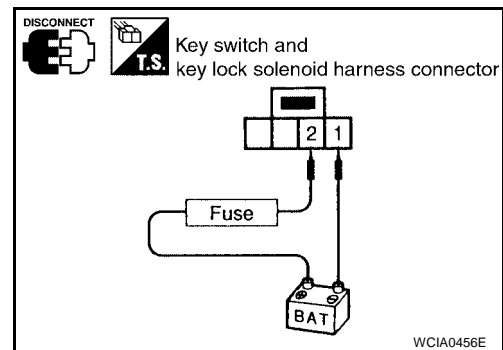 DISCONNECT
T.S.
Key switch and
key lock solenoid harness connector
2 1
Fuse
+ -
BAT
WCIA0456E